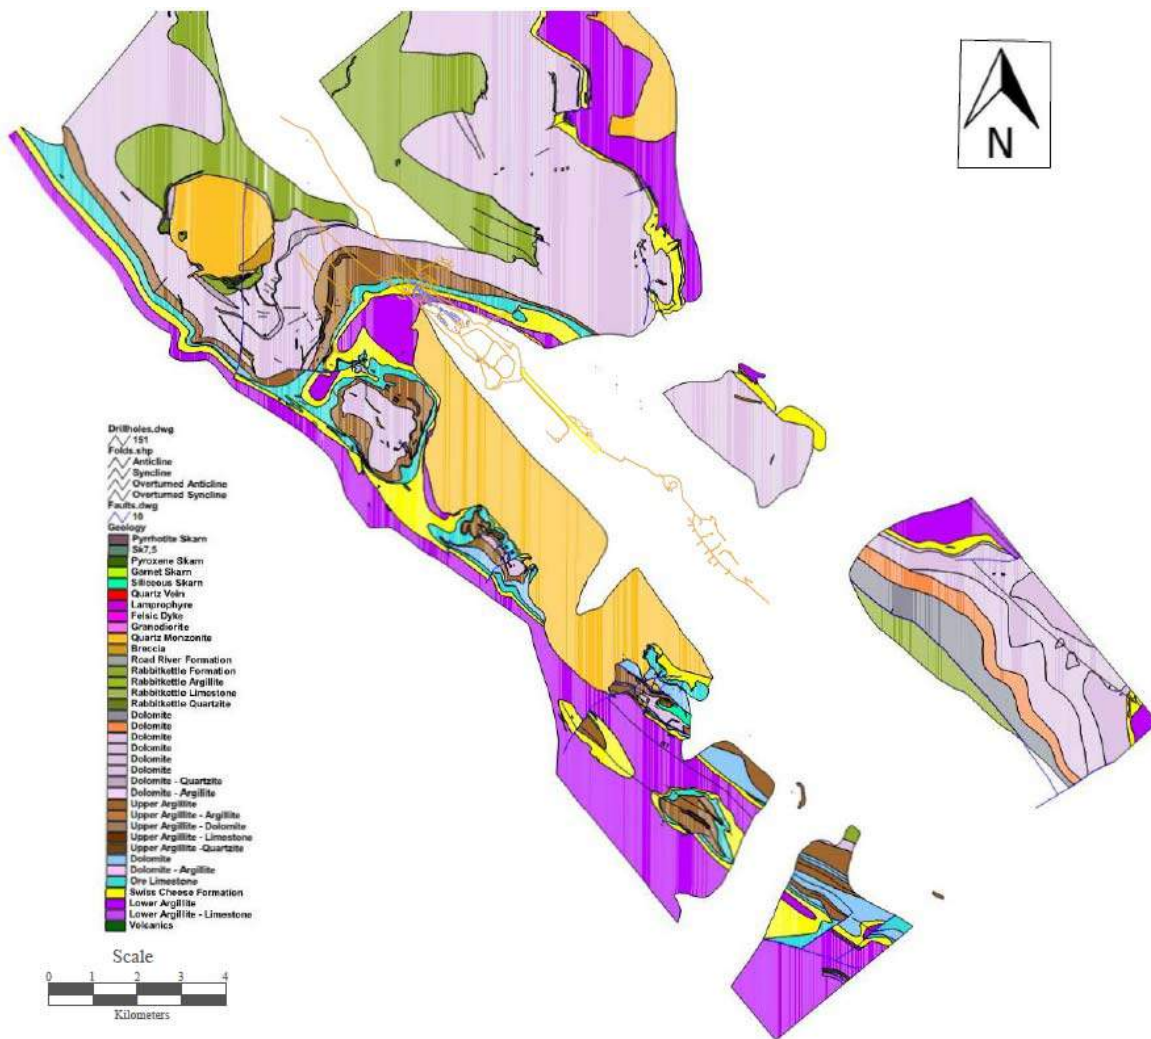 N
Drillholes.dwg
151
Folds.shp
Anticline
Syncline
Overturned Anticline
Overturned Syncline
Faults.dwg
10
Geology
Pyrrhotite Skarn
Sk7,5
Pyroxene Skarn
Garnet Skarn
Siliceous Skarn
Quartz Vein
Lamprophyre
Felsic Dyke
Granodiorite
Quartz Monzonite
Breccia
Road River Formation
Rabbitkettle Formation
Rabbitkettle Argillite
Rabbitkettle Limestone
Rabbitkettle Quartzite
Dolomite
Dolomite
Dolomite
Dolomite
Dolomite
Dolomite
Dolomite - Quartzite
Dolomite - Argillite
Upper Argillite
Upper Argillite - Argillite
Upper Argillite - Dolomite
Upper Argillite - Limestone
Upper Argillite -Quartzite
Dolomite
Dolomite - Argillite
Ore Limestone
Swiss Cheese Formation
Lower Argillite
Lower Argillite - Limestone
Volcanics
Scale
0 1 2 3 4
Kilometers